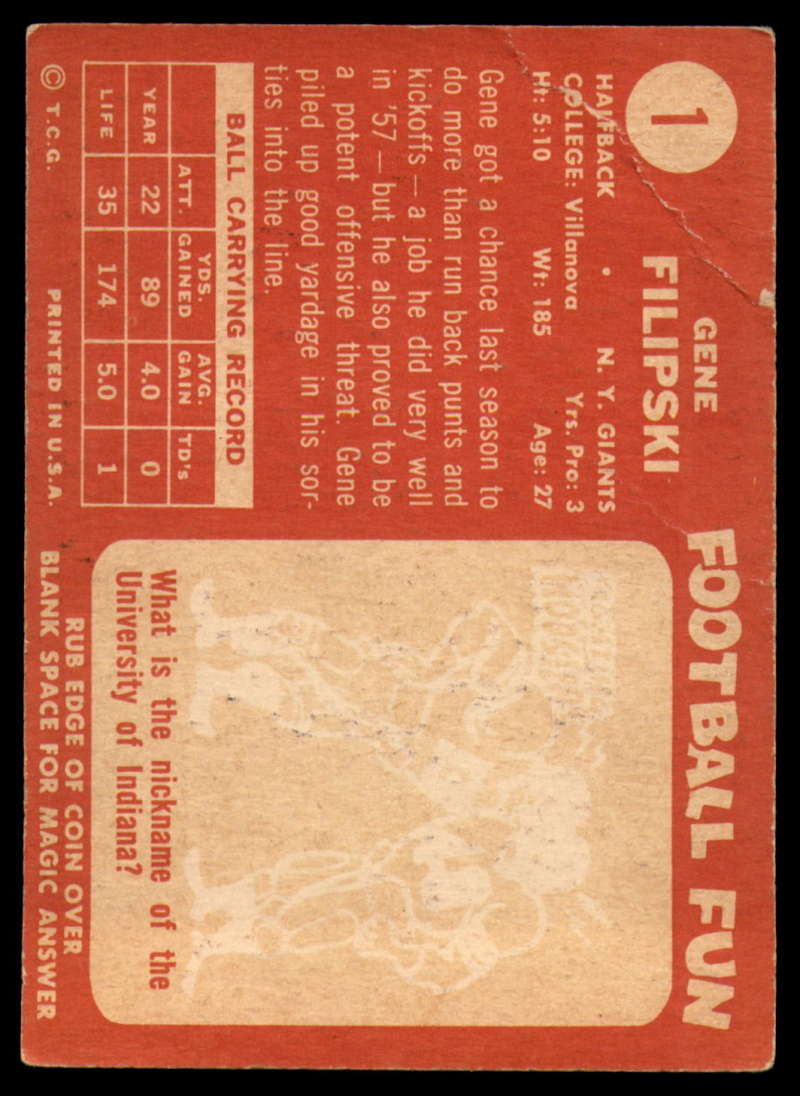 1
GENE
FILIPSKI
HALFBACK • N. Y. GIANTS
COLLEGE: Villanova Yrs. Pro: 3
Ht: 5:10 Wt: 185 Age: 27
Gene got a chance last season to
do more than run back punts and
kickoffs — a job he did very well
in '57 — but he also proved to be
a potent offensive threat. Gene
piled up good yardage in his sor-
ties into the line.
BALL CARRYING RECORD
ATT. YDS. GAINED AVG. GAIN TD's
YEAR 22 89 4.0 0
LIFE 35 174 5.0 1
© T.C.G. PRINTED IN U.S.A.
FOOTBALL FUN
What is the nickname of the
University of Indiana?
RUB EDGE OF COIN OVER
BLANK SPACE FOR MAGIC ANSWER